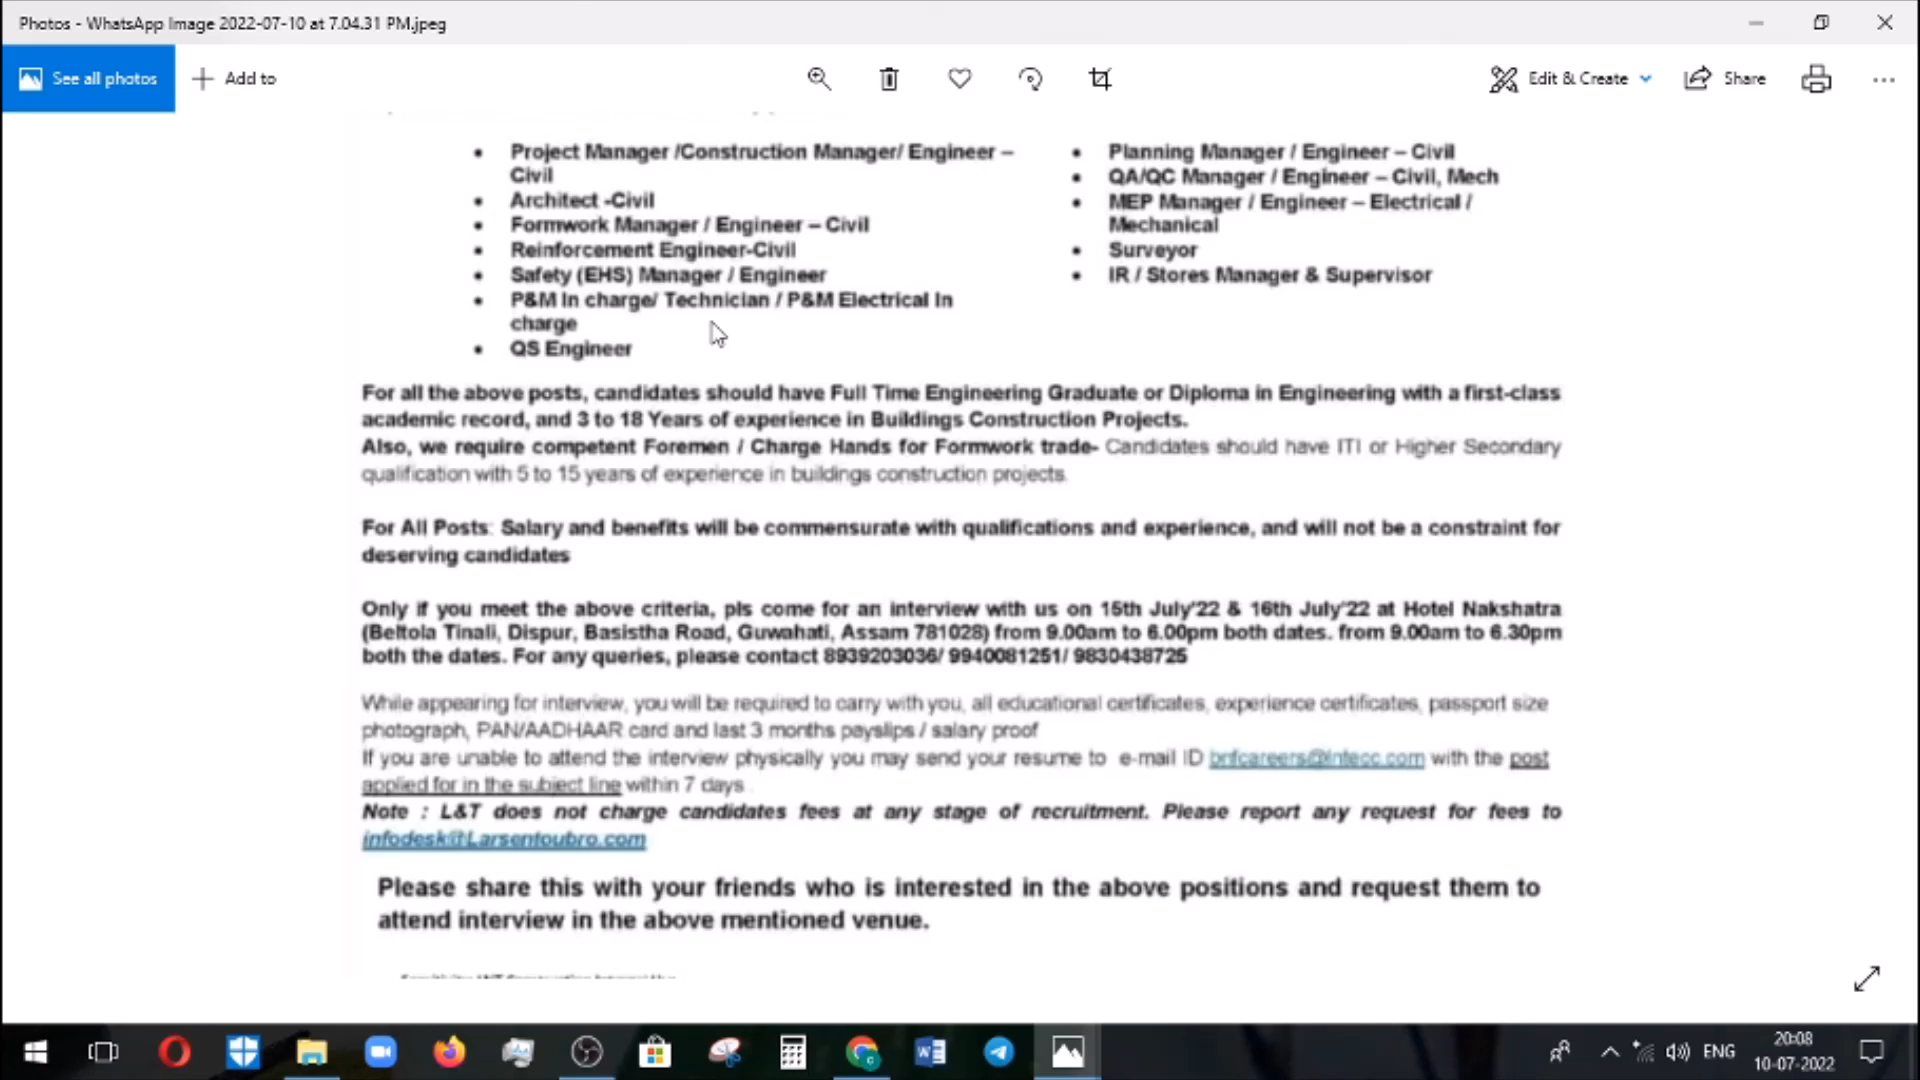 Photos - WhatsApp Image 2022-07-10 at 7.04.31 PM.jpeg
See all photos
Add to
Edit & Create
Share
• Project Manager /Construction Manager/ Engineer –
Civil
• Architect -Civil
• Formwork Manager / Engineer – Civil
• Reinforcement Engineer-Civil
• Safety (EHS) Manager / Engineer
• P&M In charge/ Technician / P&M Electrical In
charge
• QS Engineer
• Planning Manager / Engineer – Civil
• QA/QC Manager / Engineer – Civil, Mech
• MEP Manager / Engineer – Electrical /
Mechanical
• Surveyor
• IR / Stores Manager & Supervisor
For all the above posts, candidates should have Full Time Engineering Graduate or Diploma in Engineering with a first-class
academic record, and 3 to 18 Years of experience in Buildings Construction Projects.
Also, we require competent Foremen / Charge Hands for Formwork trade- Candidates should have ITI or Higher Secondary
qualification with 5 to 15 years of experience in buildings construction projects.
For All Posts: Salary and benefits will be commensurate with qualifications and experience, and will not be a constraint for
deserving candidates
Only if you meet the above criteria, pls come for an interview with us on 15th July'22 & 16th July'22 at Hotel Nakshatra
(Beltola Tinali, Dispur, Basistha Road, Guwahati, Assam 781028) from 9.00am to 6.00pm both dates. from 9.00am to 6.30pm
both the dates. For any queries, please contact 8939203036/ 9940081251/ 9830438725
While appearing for interview, you will be required to carry with you, all educational certificates, experience certificates, passport size
photograph, PAN/AADHAAR card and last 3 months payslips / salary proof
If you are unable to attend the interview physically you may send your resume to e-mail ID bnfcareers@lntecc.com with the post
applied for in the subject line within 7 days .
Note : L&T does not charge candidates fees at any stage of recruitment. Please report any request for fees to
infodesk@Larsentoubro.com
Please share this with your friends who is interested in the above positions and request them to
attend interview in the above mentioned venue.
ENG
20:08
10-07-2022